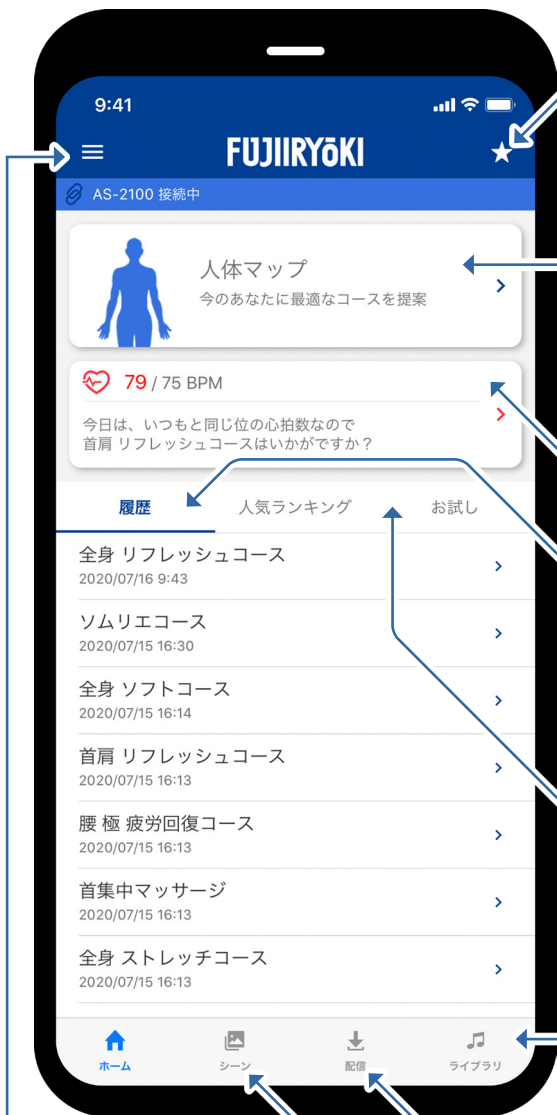 9:41
FUJIIRYōKI
AS-2100 接続中
人体マップ
今のあなたに最適なコースを提案
79 / 75 BPM
今日は、いつもと同じ位の心拍数なので
首肩 リフレッシュコースはいかがですか？
履歴 人気ランキング お試し
全身 リフレッシュコース
2020/07/16 9:43
ソムリエコース
2020/07/15 16:30
全身 ソフトコース
2020/07/15 16:14
首肩 リフレッシュコース
2020/07/15 16:13
腰 極 疲労回復コース
2020/07/15 16:13
首集中マッサージ
2020/07/15 16:13
全身 ストレッチコース
2020/07/15 16:13
ホーム シーン 配信 ライブラリ